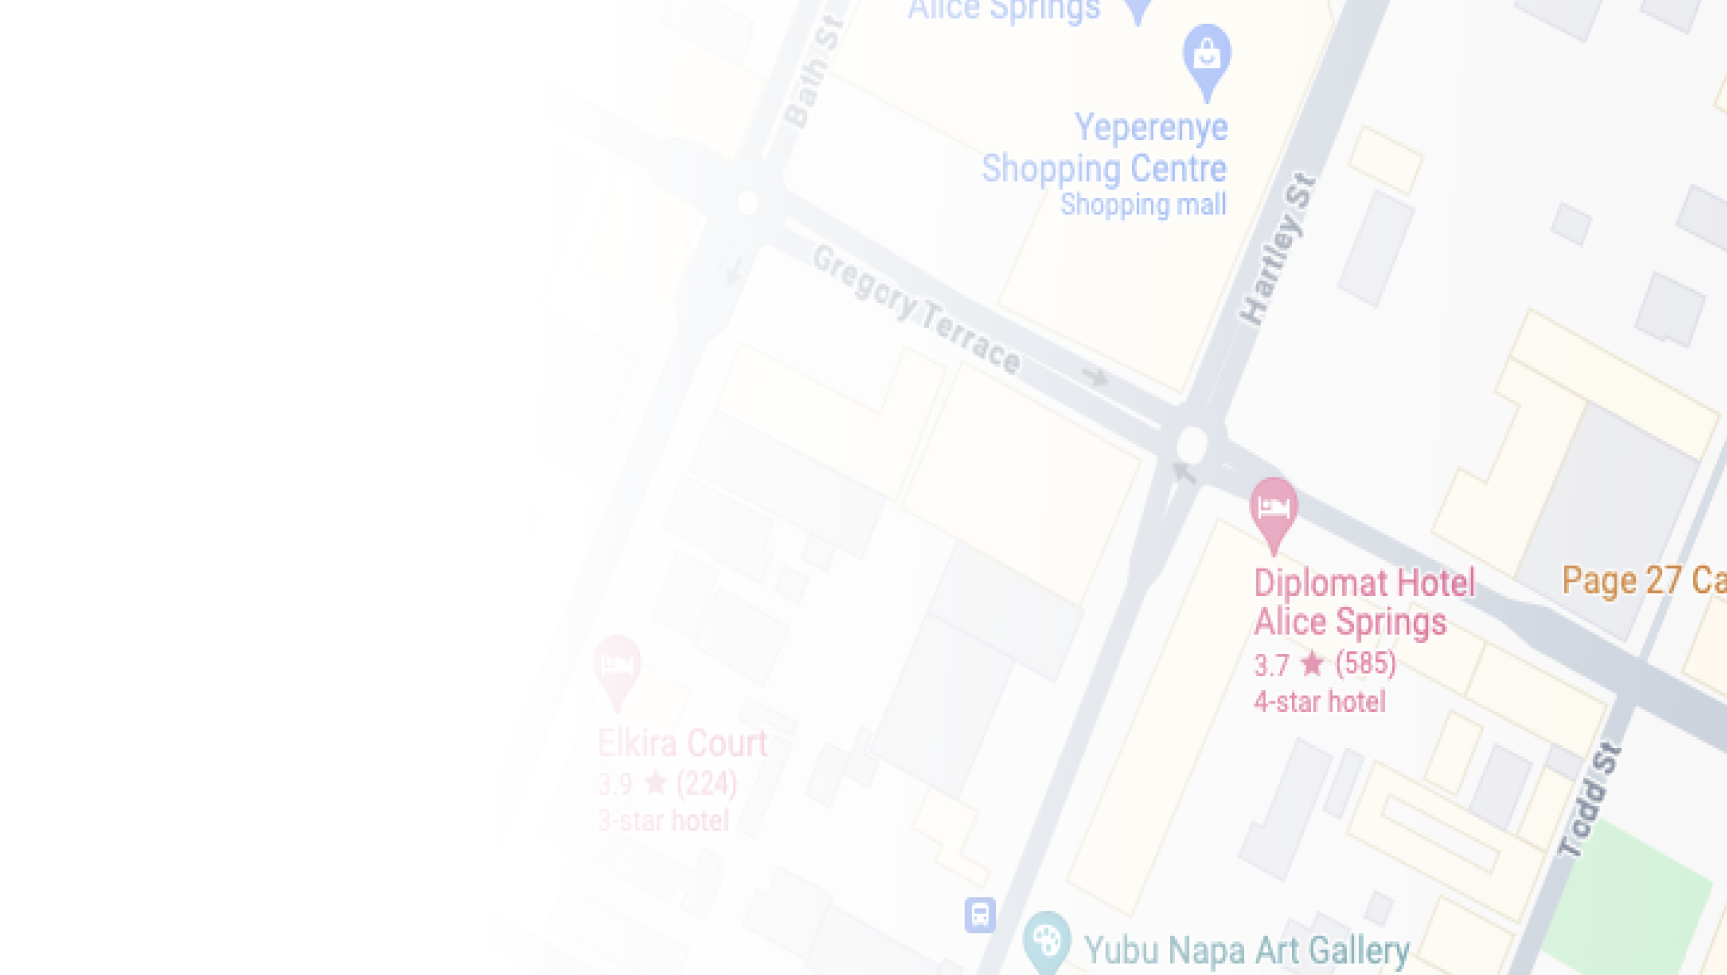 Alice Springs
Bath St
Yeperenye
Shopping Centre
Shopping mall
Hartley St
Gregory Terrace
Diplomat Hotel
Alice Springs
3.7 ★ (585)
4-star hotel
Page 27 Ca
Elkira Court
3.9 ★ (224)
3-star hotel
Todd St
Yubu Napa Art Gallery